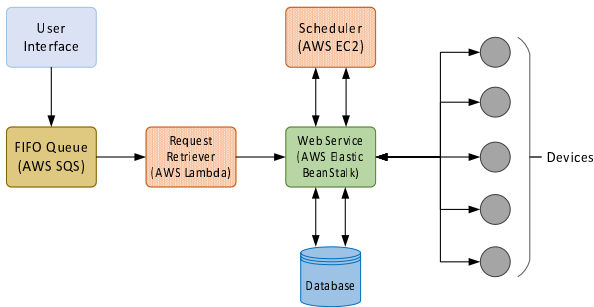 User
Interface
Scheduler
(AWS EC2)
FIFO Queue
(AWS SQS)
Request
Retriever
(AWS Lambda)
Web Service
(AWS Elastic
BeanStalk)
Devices
Database